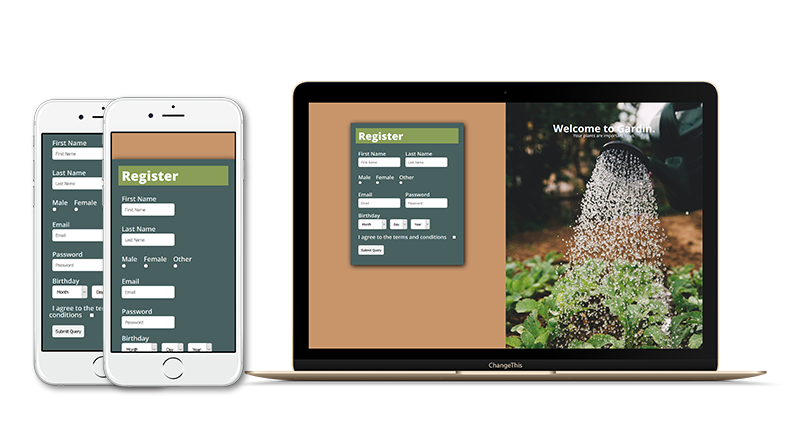 First Name
First Name
Last Name
Last Name
Male Female
Email
Email
Password
Password
Birthday
Month Day
I agree to the terms
conditions
Submit Query
Register
First Name
First Name
Last Name
Last Name
Male Female Other
Email
Email
Password
Password
Birthday
Month Day Year
Register
First Name Last Name
First Name Last Name
Male Female Other
Email Password
Email Password
Birthday
Month Day Year
I agree to the terms and conditions
Submit Query
Welcome to Gardin.
Your plants are important
ChangeThis